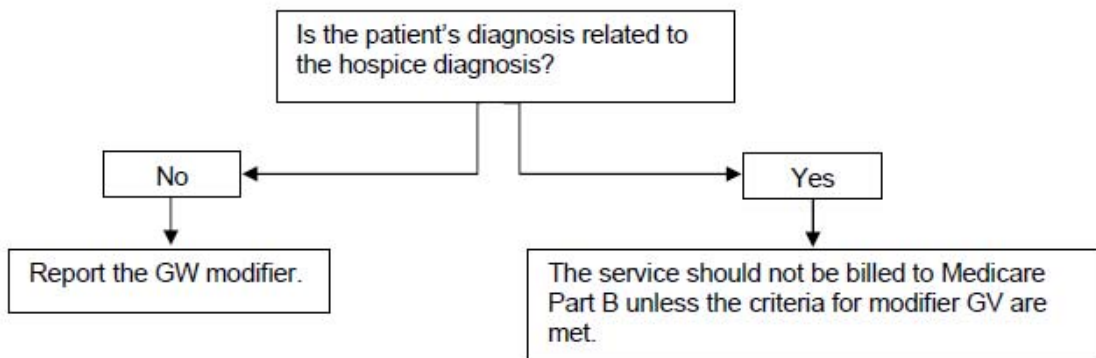 Is the patient’s diagnosis related to
the hospice diagnosis?
No
Yes
Report the GW modifier.
The service should not be billed to Medicare
Part B unless the criteria for modifier GV are
met.